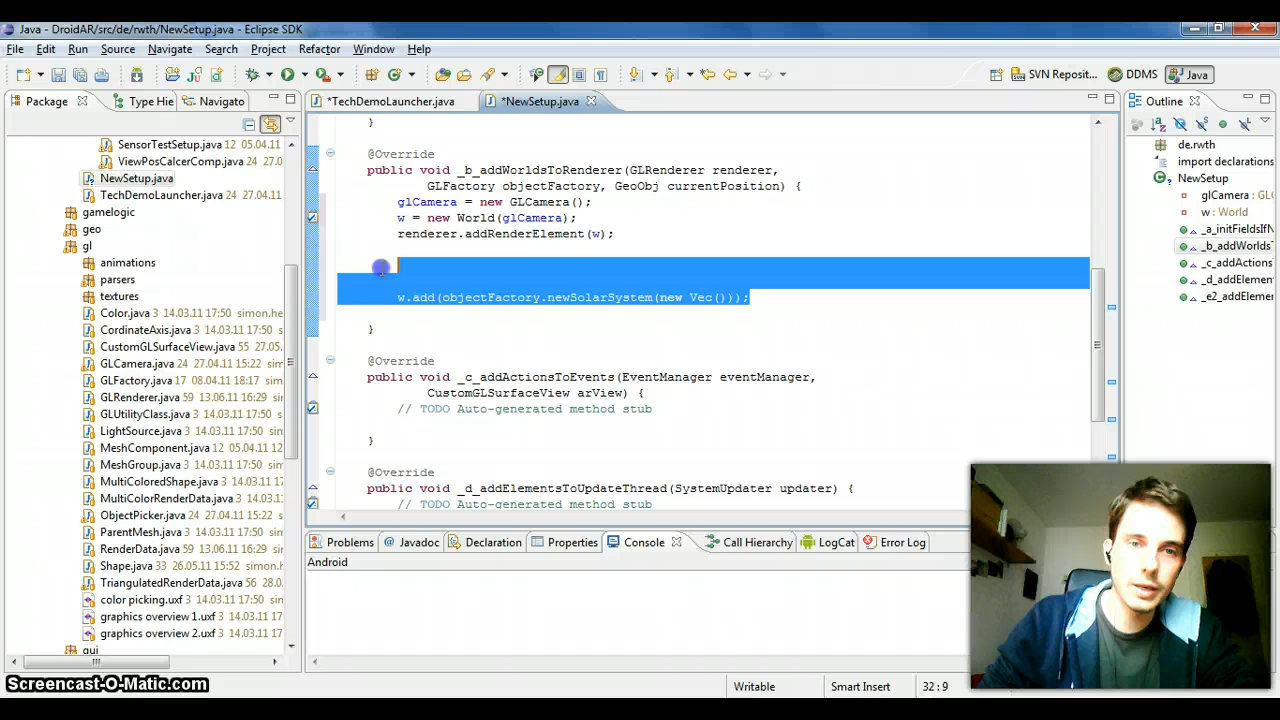 Java - DroidAR/src/de/rwth/NewSetup.java - Eclipse SDK
File Edit Run Source Navigate Search Project Refactor Window Help
SVN Reposit... DDMS Java
Package Type Hie Navigato
*TechDemoLauncher.java *NewSetup.java
Outline
SensorTestSetup.java 12 05.04.11
ViewPosCalcerComp.java 24 27.0
NewSetup.java
TechDemoLauncher.java 24 27.04.11
gamelogic
geo
gl
animations
parsers
textures
Color.java 3 14.03.11 17:50 simon.he
CordinateAxis.java 3 14.03.11 17:50
CustomGLSurfaceView.java 55 27.05.
GLCamera.java 24 27.04.11 15:22 sim
GLFactory.java 17 08.04.11 18:17 sim
GLRenderer.java 59 13.06.11 16:29
GLUtilityClass.java 3 14.03.11 17:50
LightSource.java 3 14.03.11 17:50 sim
MeshComponent.java 12 05.04.11
MeshGroup.java 3 14.03.11 17:50 sim
MultiColoredShape.java 3 14.03.11 17
MultiColorRenderData.java 3 14.03.1
ObjectPicker.java 24 27.04.11 15:22
ParentMesh.java 3 14.03.11 17:50 sim
RenderData.java 59 13.06.11 16:29
Shape.java 33 26.05.11 15:52 simon.h
TriangulatedRenderData.java 56 28.0
color picking.uxf 3 14.03.11 17:50 s
graphics overview 1.uxf 3 14.03.11 17
graphics overview 2.uxf 3 14.03.11 17
gui
}
@Override
public void _b_addWorldsToRenderer(GLRenderer renderer,
GLFactory objectFactory, GeoObj currentPosition) {
glCamera = new GLCamera();
w = new World(glCamera);
renderer.addRenderElement(w);
w.add(objectFactory.newSolarSystem(new Vec()));
}
@Override
public void _c_addActionsToEvents(EventManager eventManager,
CustomGLSurfaceView arView) {
// TODO Auto-generated method stub
}
@Override
public void _d_addElementsToUpdateThread(SystemUpdater updater) {
// TODO Auto-generated method stub
de.rwth
import declarations
NewSetup
glCamera : GLC
w : World
_a_initFieldsIfN
_b_addWorldsT
_c_addActions
_d_addElemen
_e2_addEleme
Problems Javadoc Declaration Properties Console Call Hierarchy LogCat Error Log
Android
Writable Smart Insert 32 : 9
Screencast-O-Matic.com